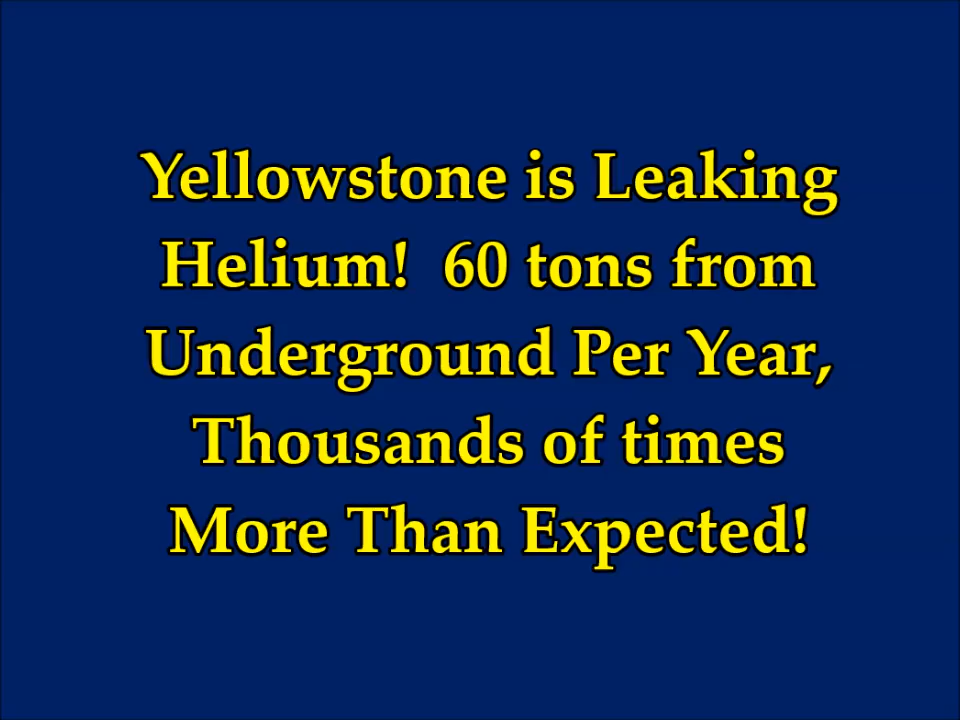 Yellowstone is Leaking
Helium!  60 tons from
Underground Per Year,
Thousands of times
More Than Expected!